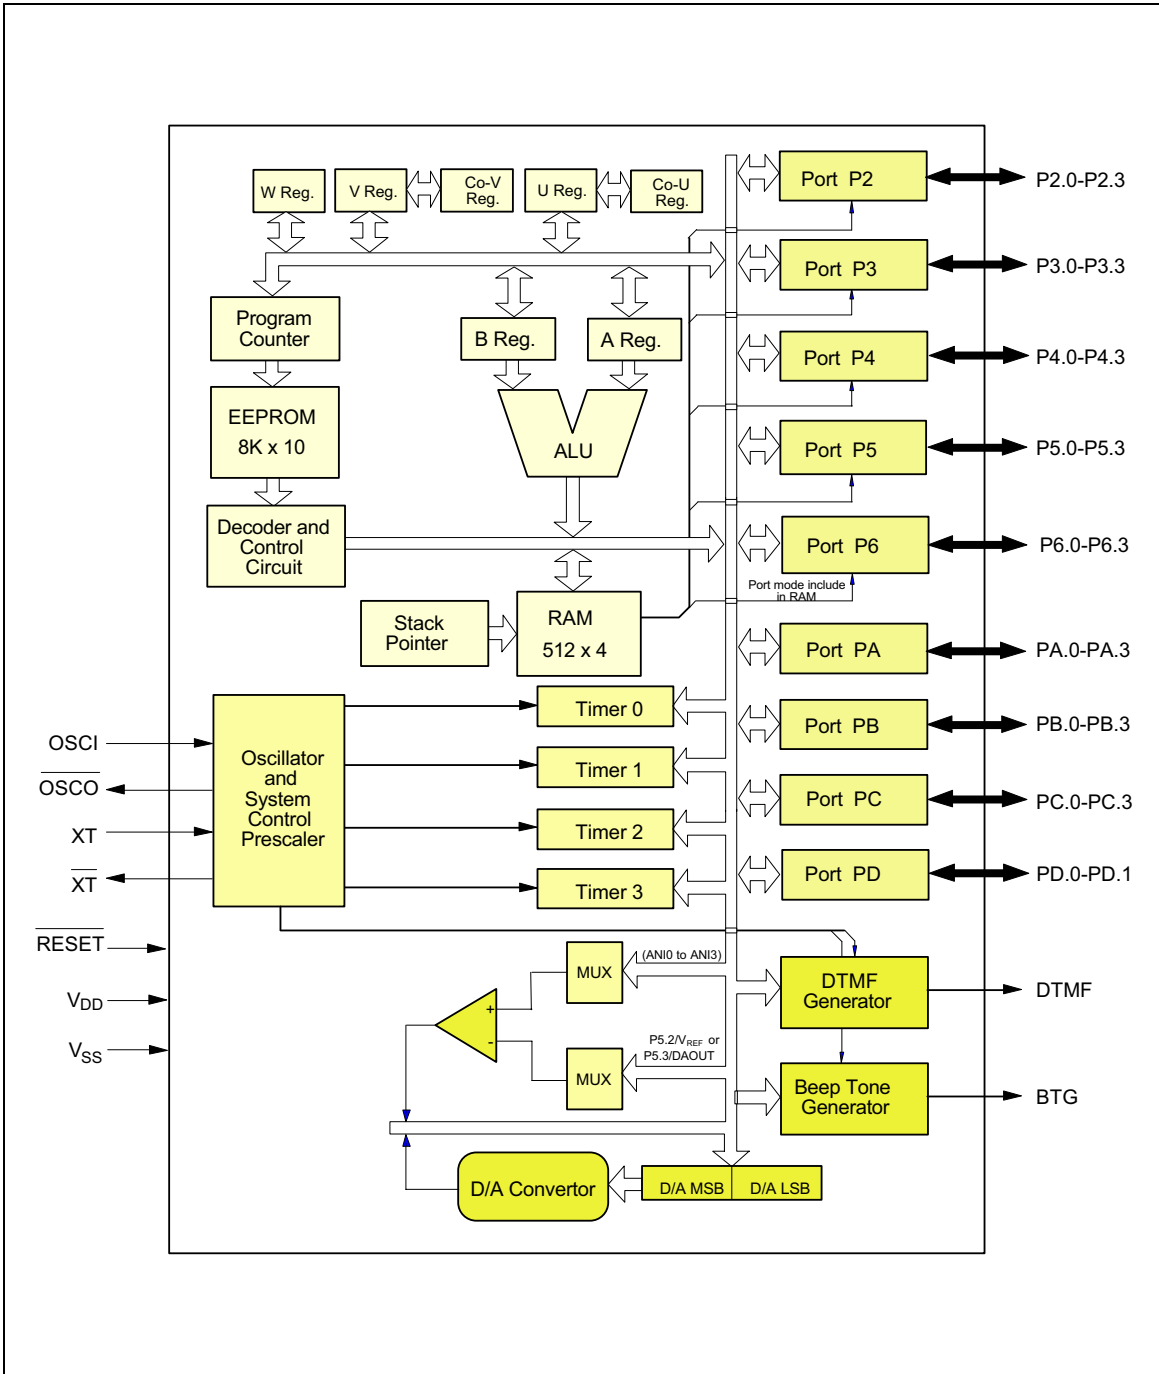 W Reg.
V Reg.
Co-V
Reg.
U Reg.
Co-U
Reg.
Port P2
P2.0-P2.3
Port P3
P3.0-P3.3
Program
Counter
B Reg.
A Reg.
Port P4
P4.0-P4.3
EEPROM
8K x 10
ALU
Port P5
P5.0-P5.3
Decoder and
Control
Circuit
Port P6
P6.0-P6.3
Port mode include
in RAM
Stack
Pointer
RAM
512 x 4
Port PA
PA.0-PA.3
Timer 0
Port PB
PB.0-PB.3
OSCI
OSCO
XT
XT
Oscillator
and
System
Control
Prescaler
Timer 1
Port PC
PC.0-PC.3
Timer 2
Timer 3
Port PD
PD.0-PD.1
RESET
VDD
VSS
MUX
(ANI0 to ANI3)
DTMF
Generator
DTMF
+
-
P5.2/VREF or
P5.3/DAOUT
MUX
Beep Tone
Generator
BTG
D/A Convertor
D/A MSB
D/A LSB